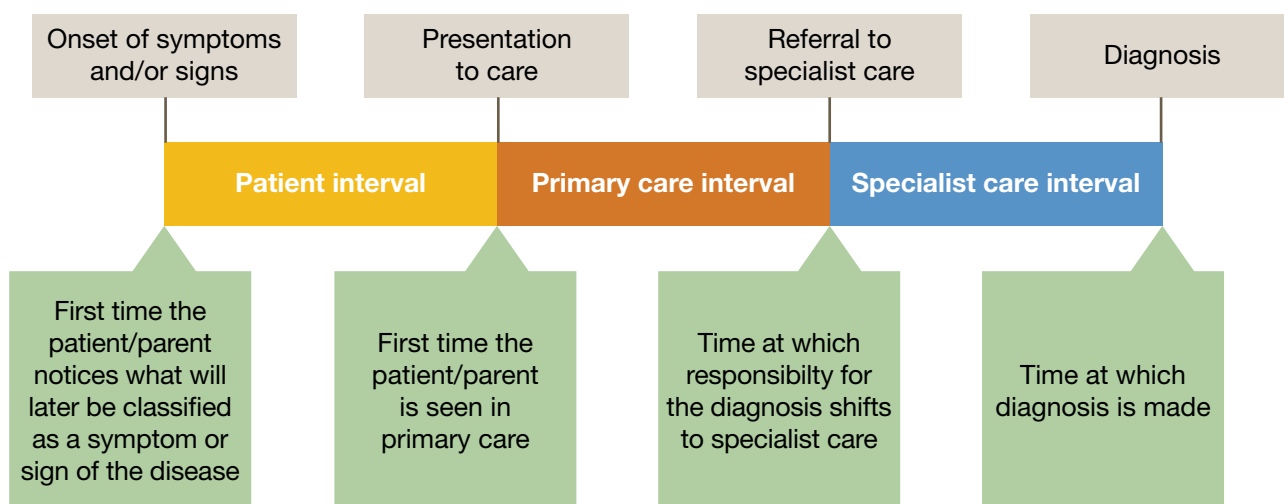 Onset of symptoms
and/or signs
Presentation
to care
Referral to
specialist care
Diagnosis
Patient interval
Primary care interval
Specialist care interval
First time the
patient/parent
notices what will
later be classified
as a symptom or
sign of the disease
First time the
patient/parent
is seen in
primary care
Time at which
responsibilty for
the diagnosis shifts
to specialist care
Time at which
diagnosis is made